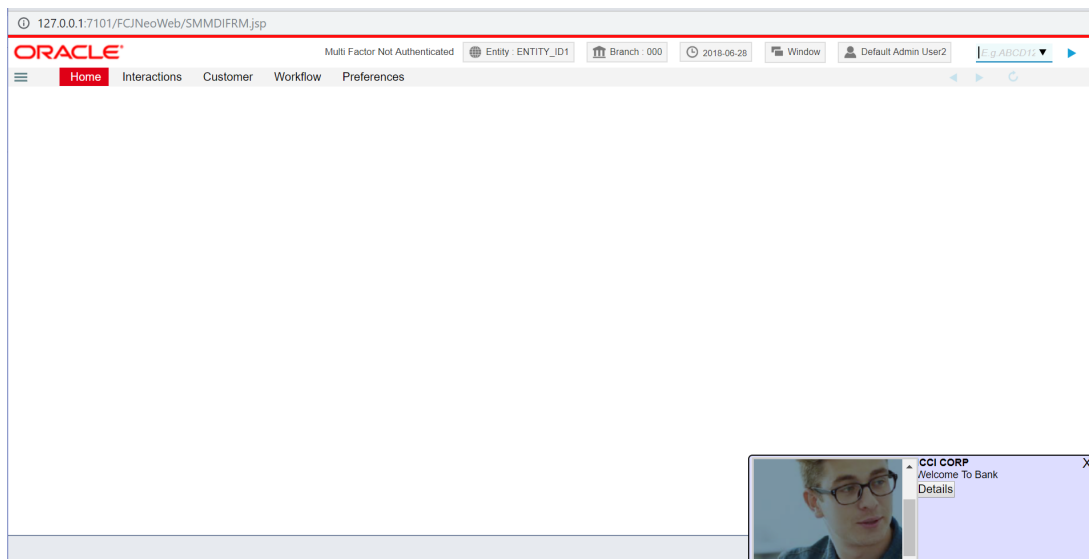 127.0.0.1:7101/FCJNeoWeb/SMMDIFRM.jsp
ORACLE Multi Factor Not Authenticated Entity : ENTITY_ID1 Branch : 000 2018-06-28 Window Default Admin User2 E.g.ABCD12
Home Interactions Customer Workflow Preferences
CCI CORP X
Welcome To Bank
Details